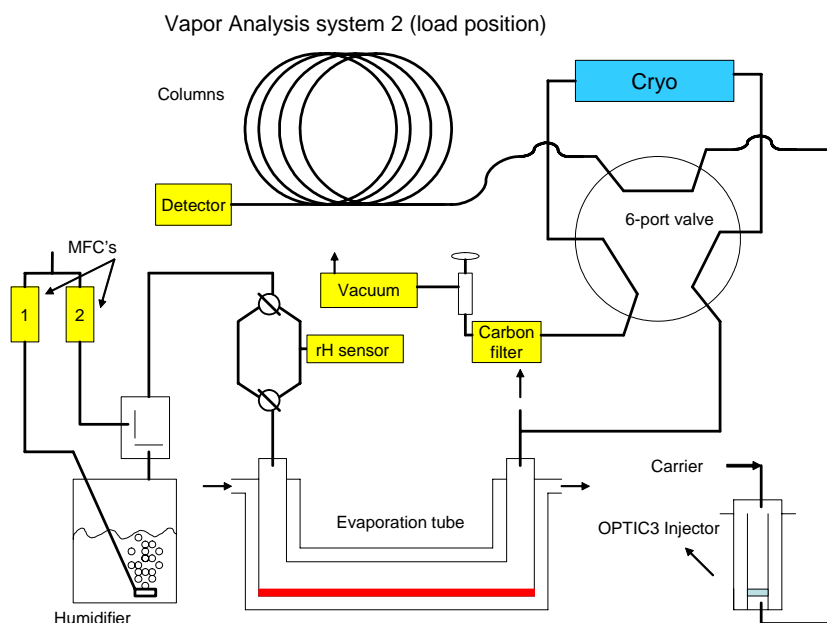 Vapor Analysis system 2 (load position)
Cryo
Columns
6-port valve
Detector
MFC's
1
2
Vacuum
Carbon
filter
rH sensor
Carrier
Evaporation tube
OPTIC3 Injector
Humidifier